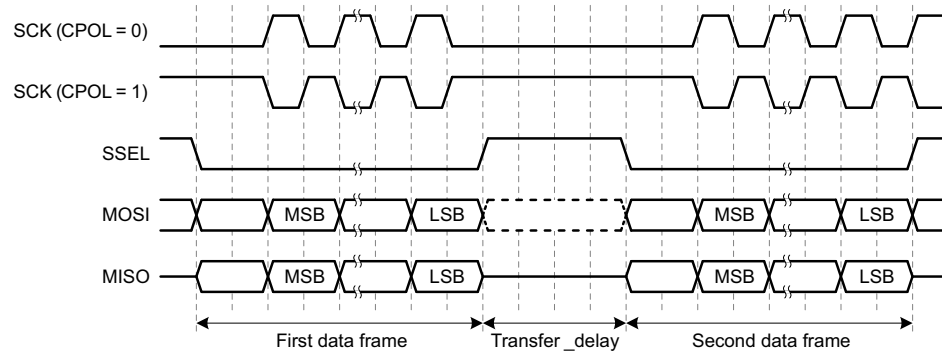 SCK (CPOL = 0)
SCK (CPOL = 1)
SSEL
MOSI MSB LSB MSB LSB
MISO MSB LSB MSB LSB
First data frame Transfer _delay Second data frame